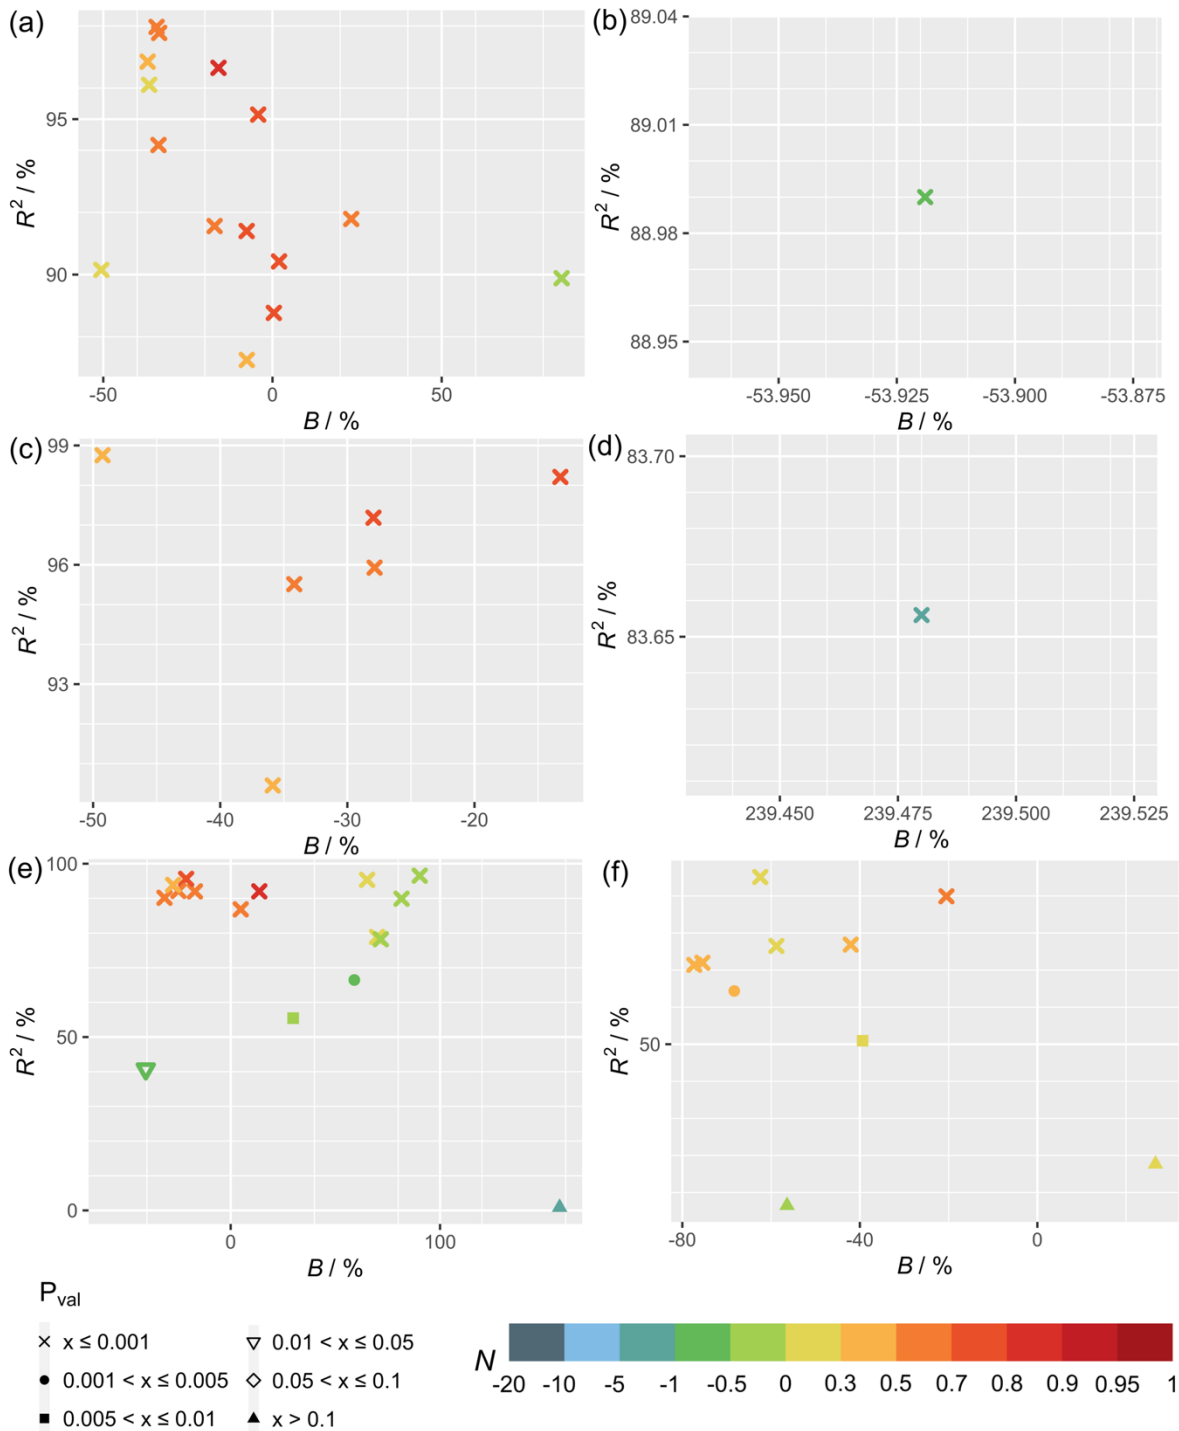 (a)
95
90
R² / %
-50 0 50
B / %
(b)
89.04
89.01
88.98
88.95
R² / %
-53.950 -53.925 -53.900 -53.875
B / %
(c)
99
96
93
R² / %
-50 -40 -30 -20
B / %
(d)
83.70
83.65
R² / %
239.450 239.475 239.500 239.525
B / %
(e)
100
50
0
R² / %
0 100
B / %
(f)
50
R² / %
-80 -40 0
B / %
Pval
x ≤ 0.001
0.001 < x ≤ 0.005
0.005 < x ≤ 0.01
0.01 < x ≤ 0.05
0.05 < x ≤ 0.1
x > 0.1
N
-20 -10 -5 -1 -0.5 0 0.3 0.5 0.7 0.8 0.9 0.95 1